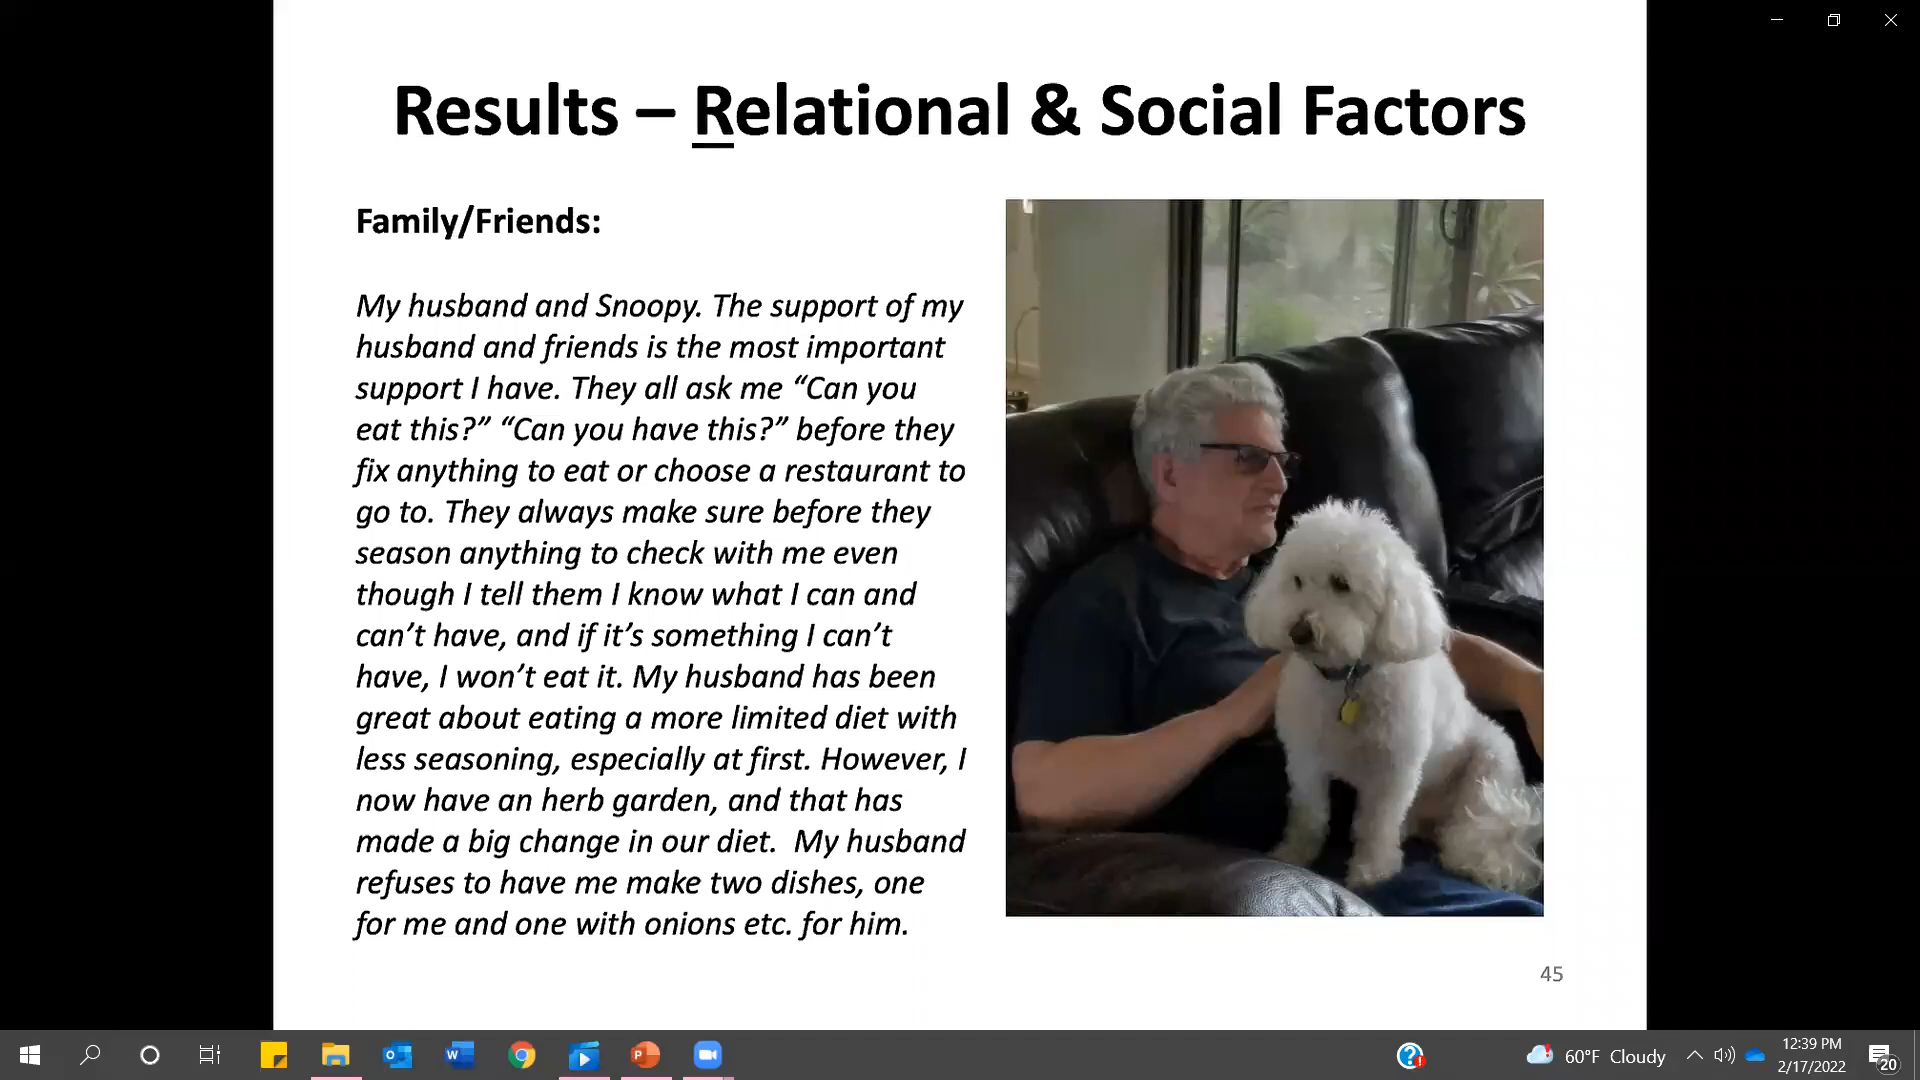 Results – Relational & Social Factors
Family/Friends:
My husband and Snoopy. The support of my
husband and friends is the most important
support I have. They all ask me “Can you
eat this?” “Can you have this?” before they
fix anything to eat or choose a restaurant to
go to. They always make sure before they
season anything to check with me even
though I tell them I know what I can and
can’t have, and if it’s something I can’t
have, I won’t eat it. My husband has been
great about eating a more limited diet with
less seasoning, especially at first. However, I
now have an herb garden, and that has
made a big change in our diet.  My husband
refuses to have me make two dishes, one
for me and one with onions etc. for him.
45
60°F Cloudy
12:39 PM
2/17/2022
20